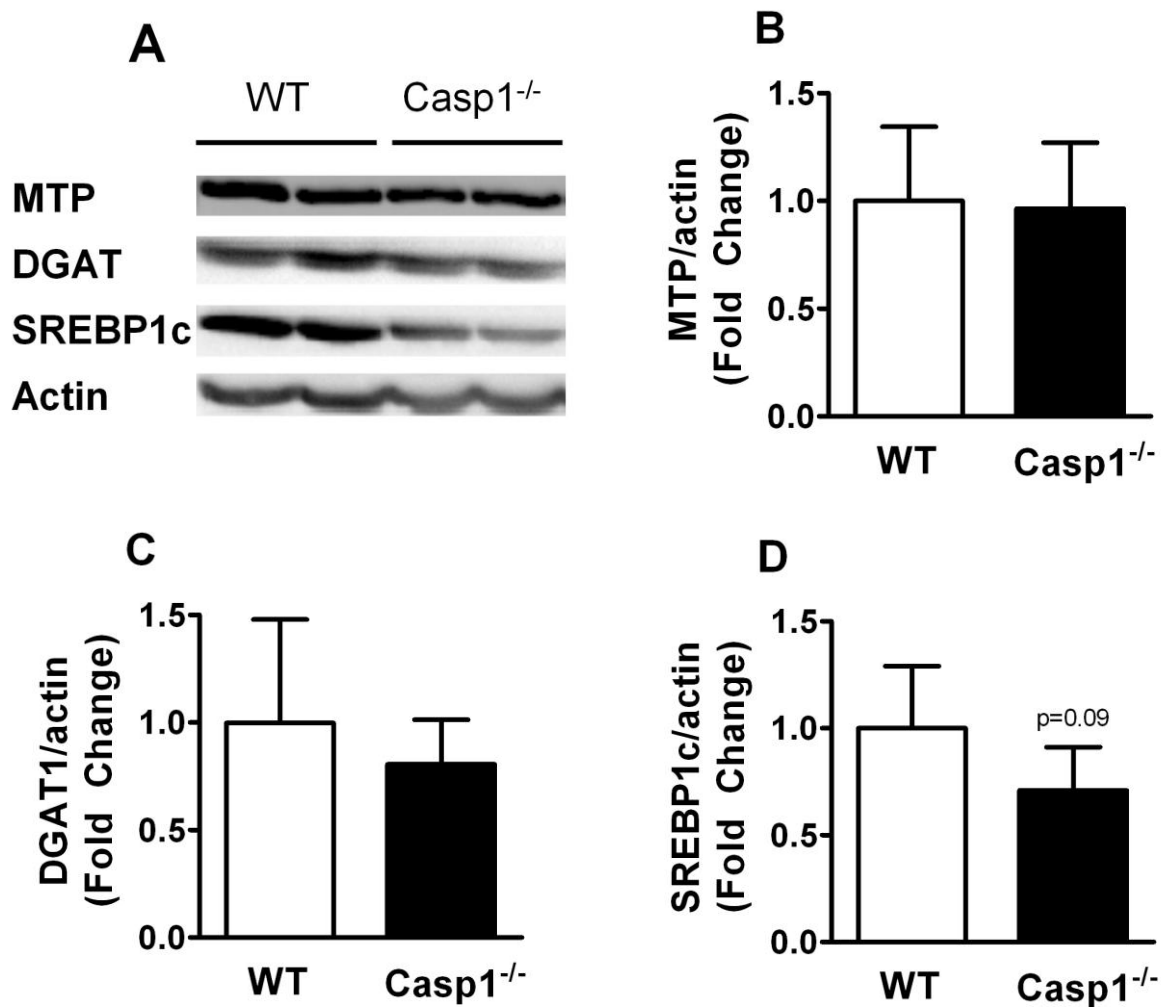 A
WT Casp1-/-
MTP
DGAT
SREBP1c
Actin
B
MTP/actin
(Fold Change)
1.5
1.0
0.5
0.0
WT Casp1-/-
C
DGAT1/actin
(Fold Change)
1.5
1.0
0.5
0.0
WT Casp1-/-
D
SREBP1c/actin
(Fold Change)
1.5
1.0
0.5
0.0
p=0.09
WT Casp1-/-